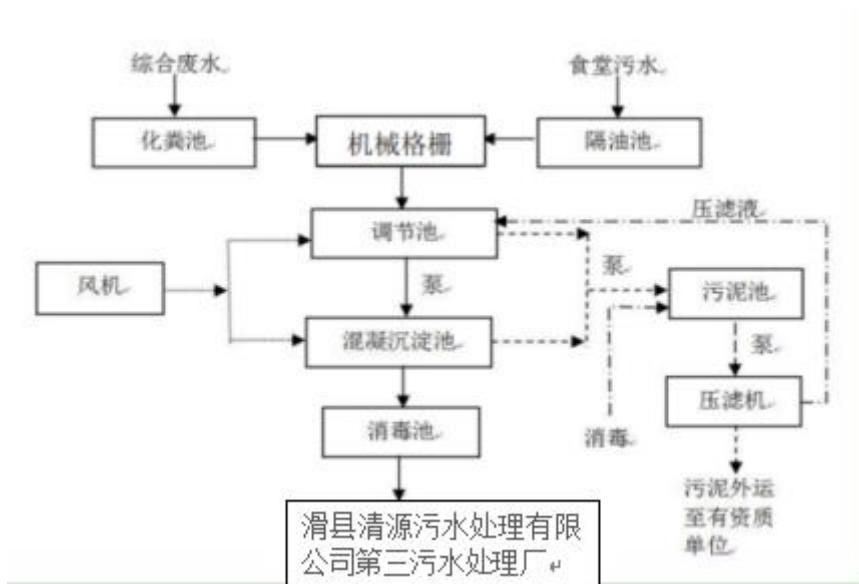 综合废水
食堂污水
化粪池
机械格栅
隔油池
压滤液
调节池
泵
风机
泵
污泥池
混凝沉淀池
泵
压滤机
消毒池
消毒
污泥外运
至有资质
单位
滑县清源污水处理有限
公司第三污水处理厂